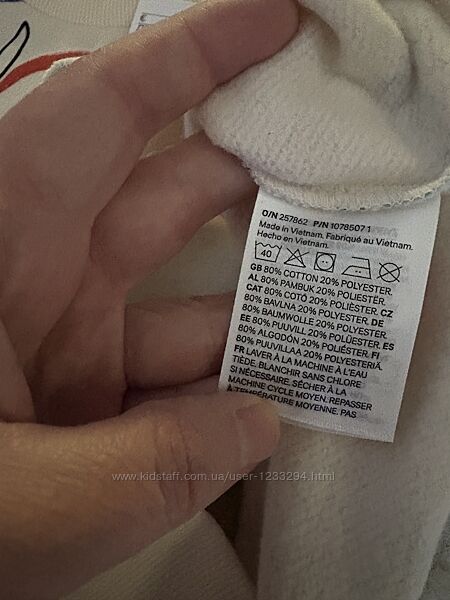 O/N 257862 P/N 1078507 1
Made in Vietnam. Fabriqué au Vietnam.
Hecho en Vietnam.
40
GB 80% COTTON 20% POLYESTER.
AL 80% PAMBUK 20% POLIESTËR.
CAT 80% COTÓ 20% POLIÈSTER. CZ
80% BAVLNA 20% POLYESTER. DE
80% BAUMWOLLE 20% POLYESTER.
EE 80% PUUVILL 20% POLÜESTER. ES
80% ALGODÓN 20% POLIÉSTER. FI
80% PUUVILLAA 20% POLYESTERIÄ.
FR LAVER À LA MACHINE À L'EAU
TIÈDE, BLANCHIR SANS CHLORE
SI NÉCESSAIRE. SÉCHER À LA
MACHINE CYCLE MOYEN. REPASSER
À TEMPÉRATURE MOYENNE. PAS
www.kidstaff.com.ua/user-1233294.html